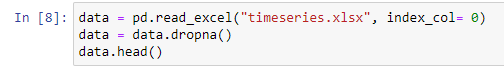 In [8]: data = pd.read_excel("timeseries.xlsx", index_col= 0)
data = data.dropna()
data.head()